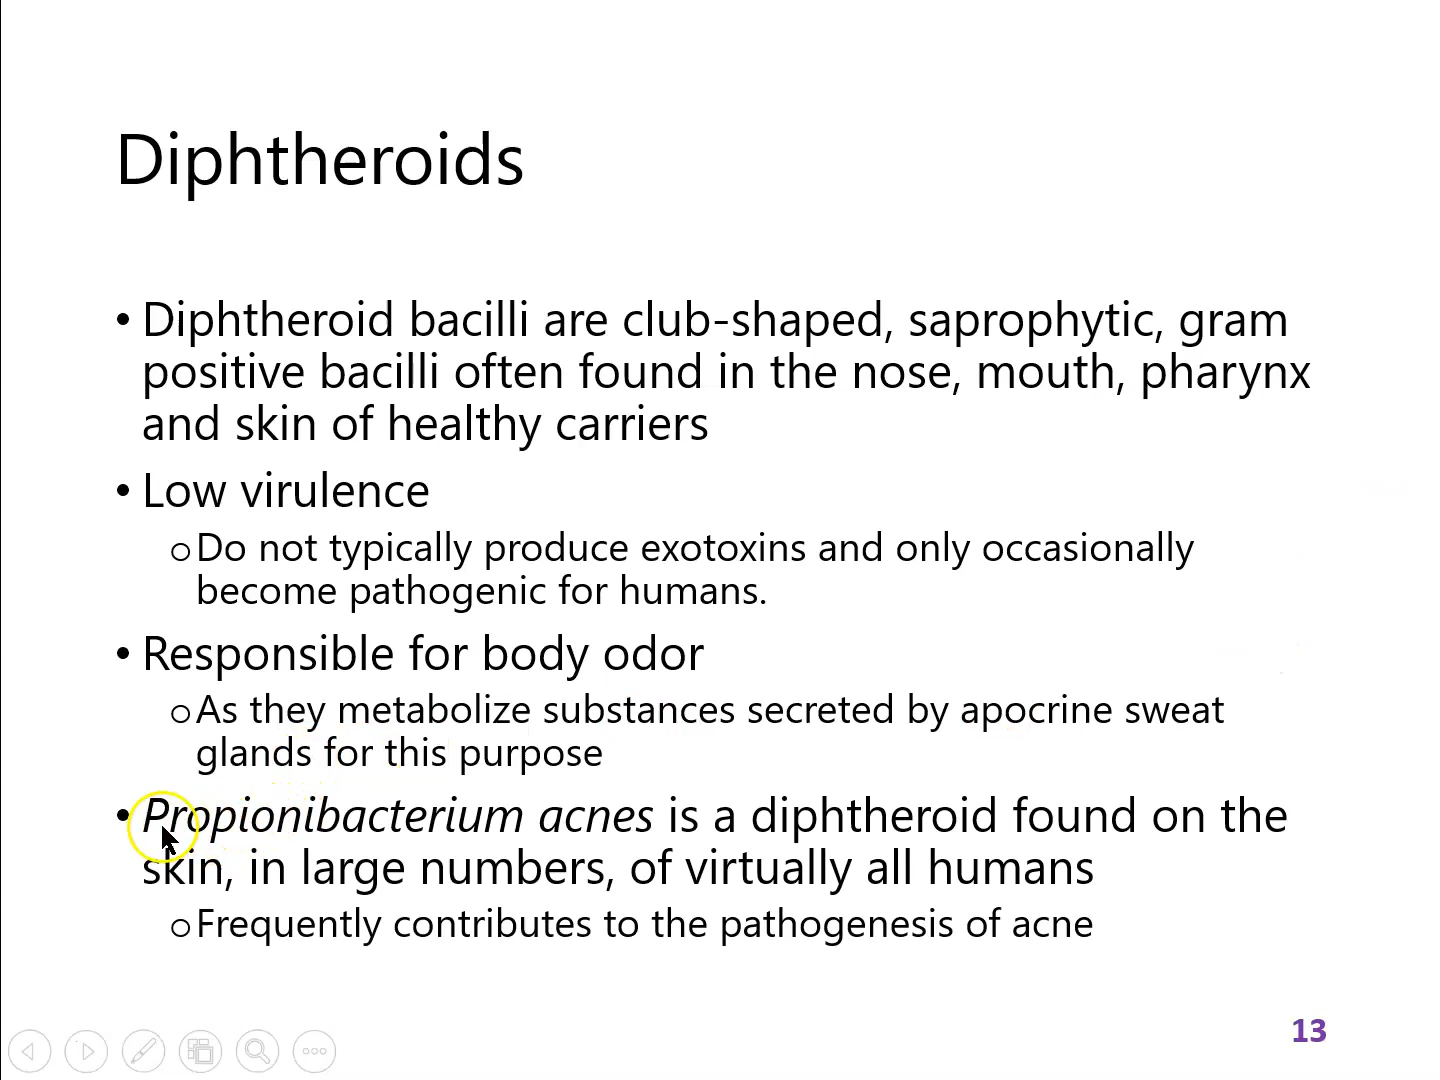 Diphtheroids
• Diphtheroid bacilli are club-shaped, saprophytic, gram
positive bacilli often found in the nose, mouth, pharynx
and skin of healthy carriers
• Low virulence
o Do not typically produce exotoxins and only occasionally
become pathogenic for humans.
• Responsible for body odor
o As they metabolize substances secreted by apocrine sweat
glands for this purpose
• Propionibacterium acnes is a diphtheroid found on the
skin, in large numbers, of virtually all humans
o Frequently contributes to the pathogenesis of acne
13